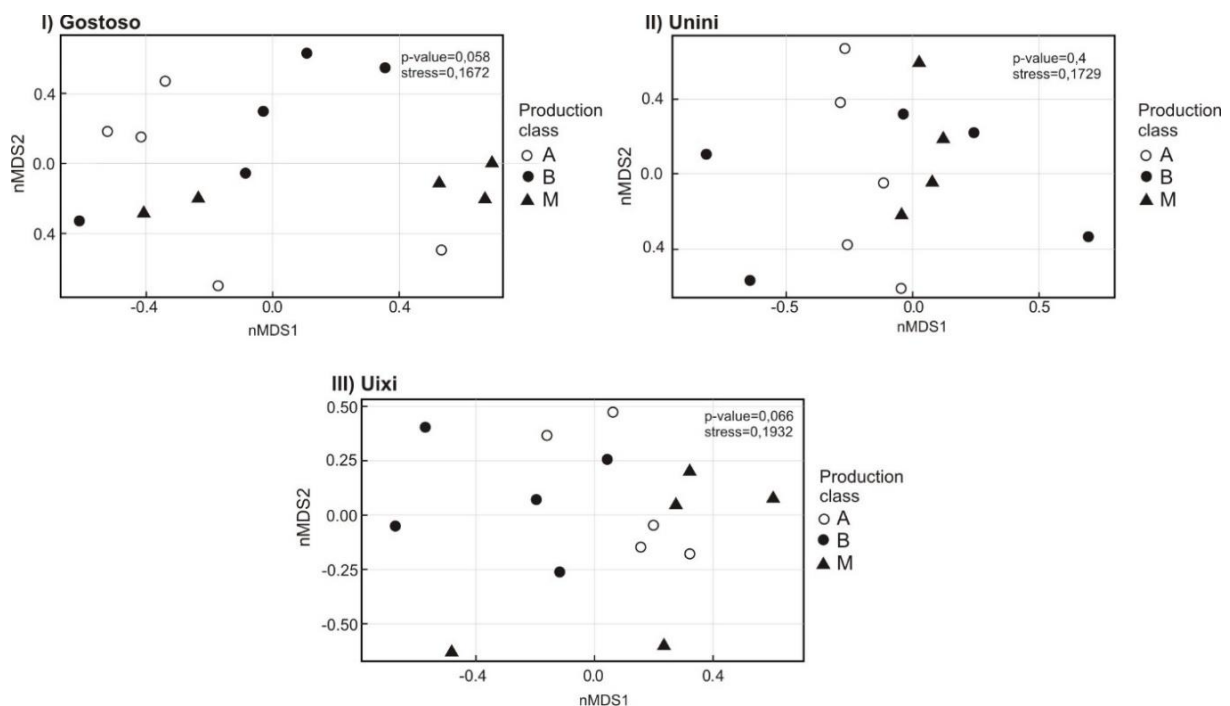 I) Gostoso
p-value=0,058
stress=0,1672
0.4
0.0
0.4
nMDS2
-0.4
0.0
0.4
nMDS1
Production
class
A
B
M
II) Unini
p-value=0,4
stress=0,1729
0.4
0.0
0.4
nMDS2
-0.5
0.0
0.5
nMDS1
Production
class
A
B
M
III) Uixi
p-value=0,066
stress=0,1932
0.50
0.25
0.00
-0.25
-0.50
nMDS2
-0.4
0.0
0.4
nMDS1
Production
class
A
B
M